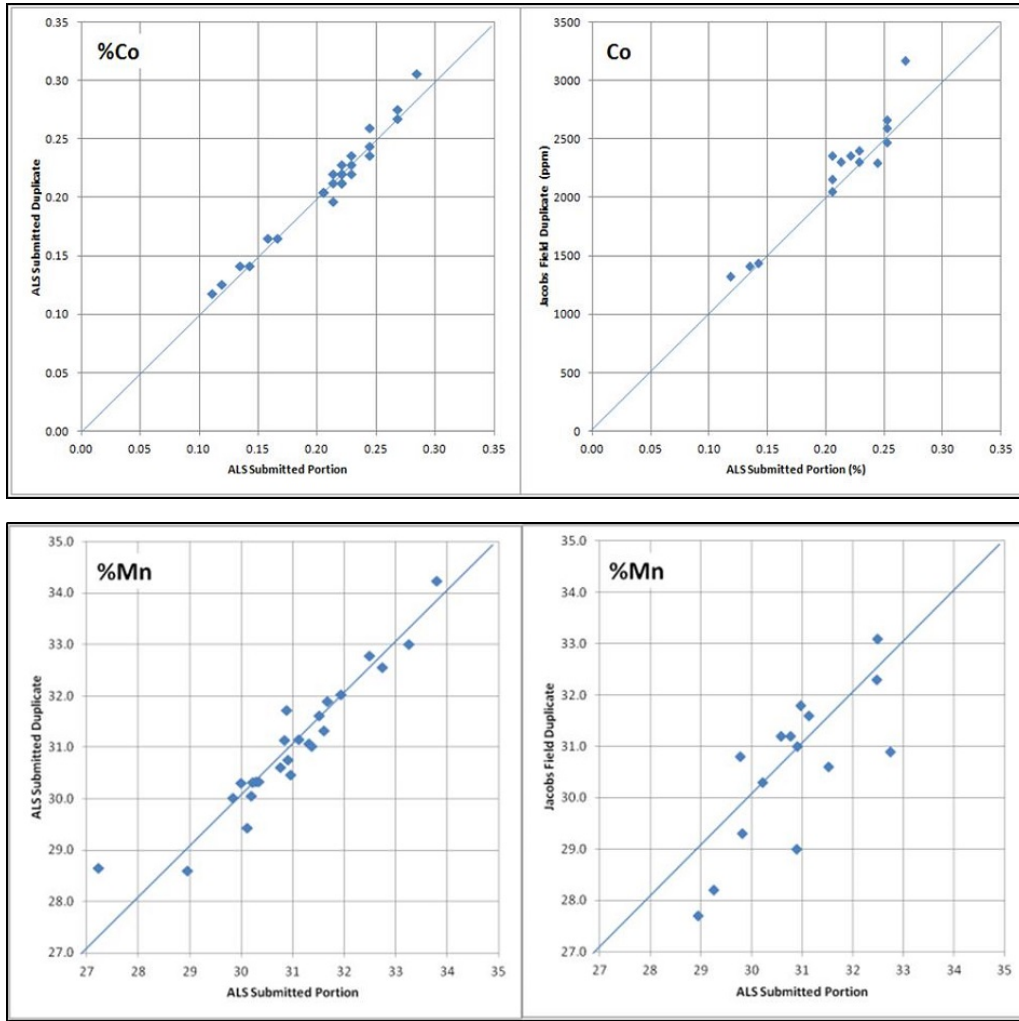 %Co
0.35
0.30
0.25
0.20
0.15
0.10
0.05
0.00
ALS Submitted Duplicate
0.00 0.05 0.10 0.15 0.20 0.25 0.30 0.35
ALS Submitted Portion
Co
3500
3000
2500
2000
1500
1000
500
0
Jacobs Field Duplicate (ppm)
0.00 0.05 0.10 0.15 0.20 0.25 0.30 0.35
ALS Submitted Portion (%)
%Mn
35.0
34.0
33.0
32.0
31.0
30.0
29.0
28.0
27.0
ALS Submitted Duplicate
27 28 29 30 31 32 33 34 35
ALS Submitted Portion
%Mn
35.0
34.0
33.0
32.0
31.0
30.0
29.0
28.0
27.0
Jacobs Field Duplicate
27 28 29 30 31 32 33 34 35
ALS Submitted Portion